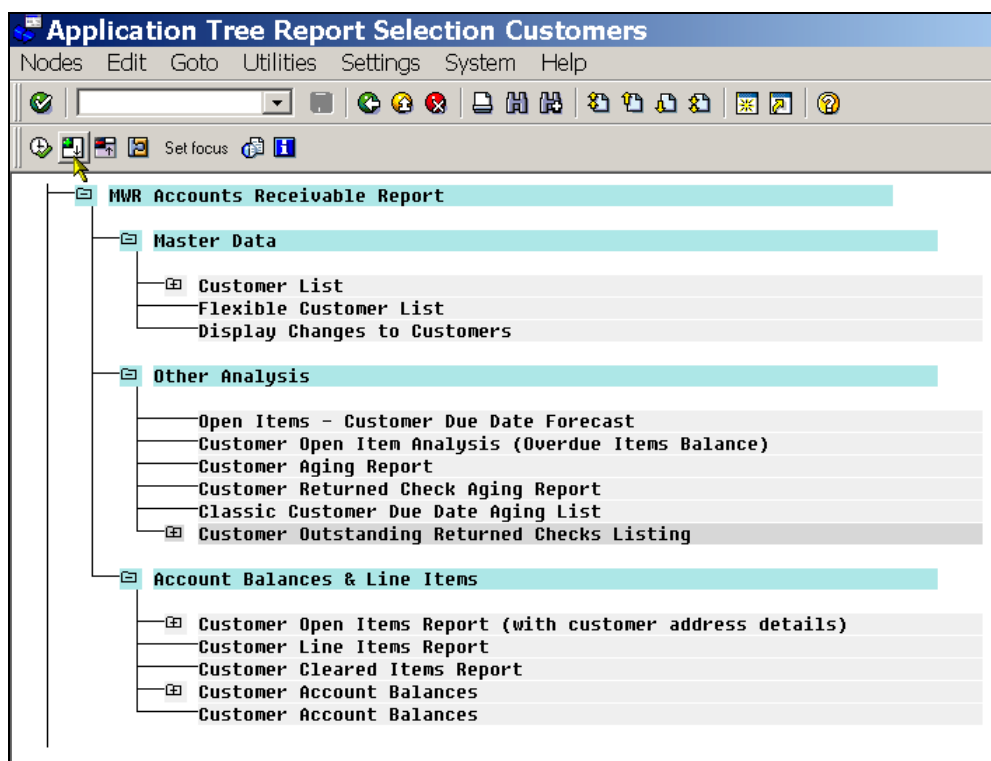 Application Tree Report Selection Customers
Nodes Edit Goto Utilities Settings System Help
Set focus
MWR Accounts Receivable Report
Master Data
Customer List
Flexible Customer List
Display Changes to Customers
Other Analysis
Open Items - Customer Due Date Forecast
Customer Open Item Analysis (Overdue Items Balance)
Customer Aging Report
Customer Returned Check Aging Report
Classic Customer Due Date Aging List
Customer Outstanding Returned Checks Listing
Account Balances & Line Items
Customer Open Items Report (with customer address details)
Customer Line Items Report
Customer Cleared Items Report
Customer Account Balances
Customer Account Balances